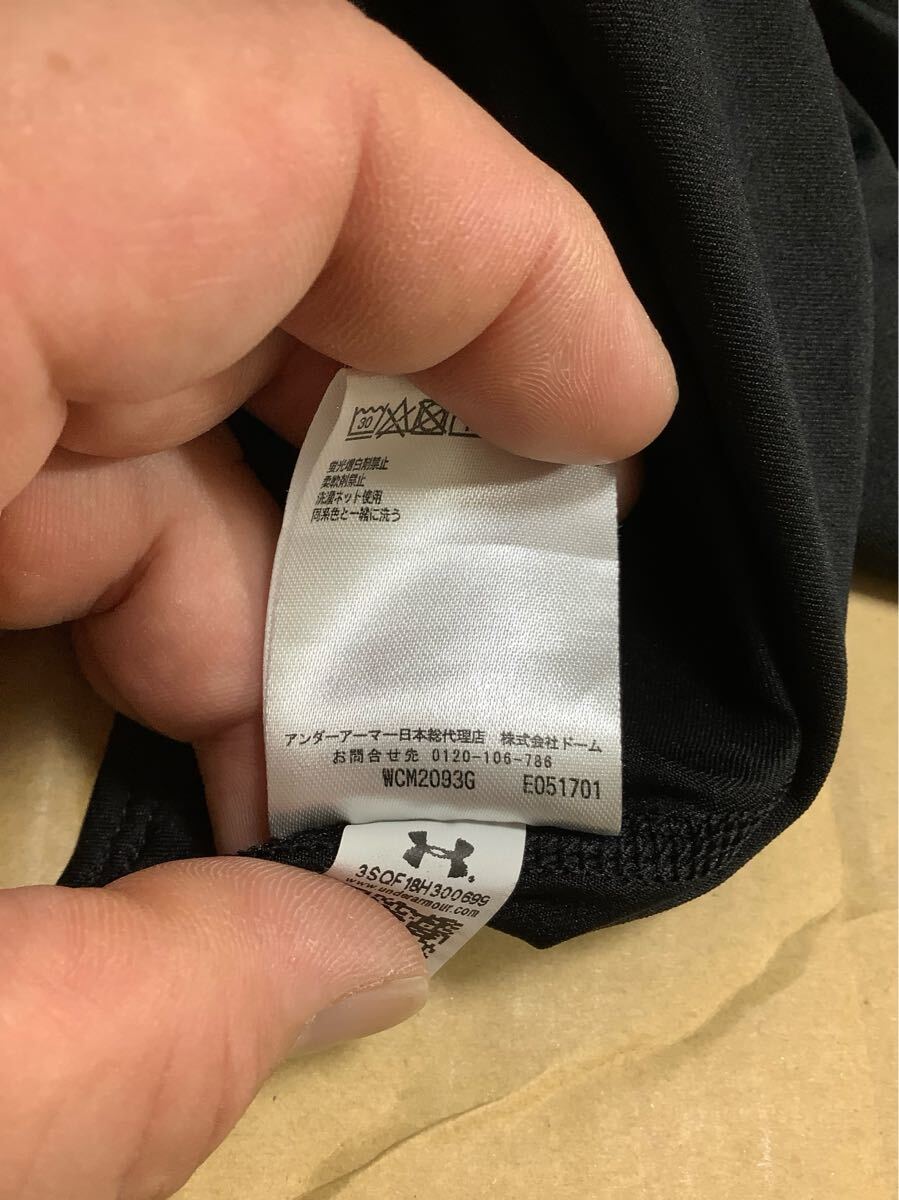 30
蛍光増白剤禁止
柔軟剤禁止
洗濯ネット使用
同系色と一緒に洗う
アンダーアーマー日本総代理店 株式会社ドーム
お問合せ先 0120-106-786
WCM2093G E051701
3SQF18H300699
www.underarmour.com